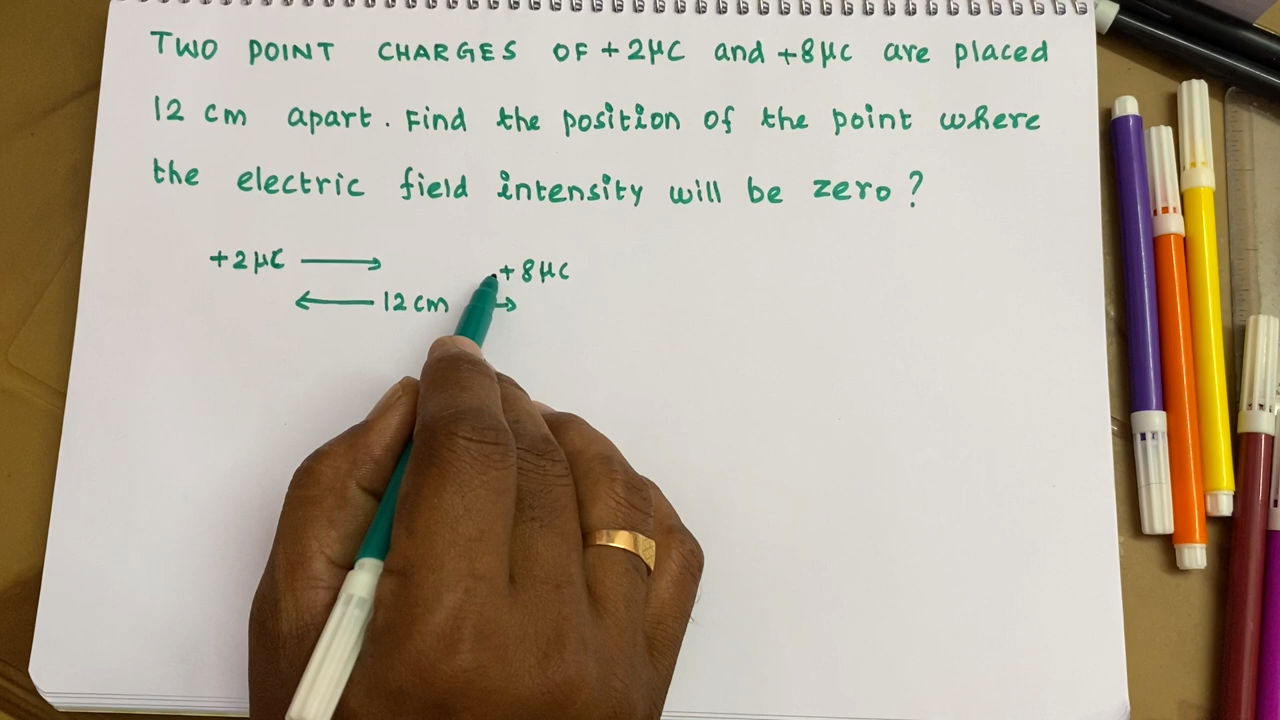 TWO POINT CHARGES OF +2μC and +8μc are placed
12 cm apart. Find the position of the point where
the electric field intensity will be zero?
+2μC +8μC
12 cm